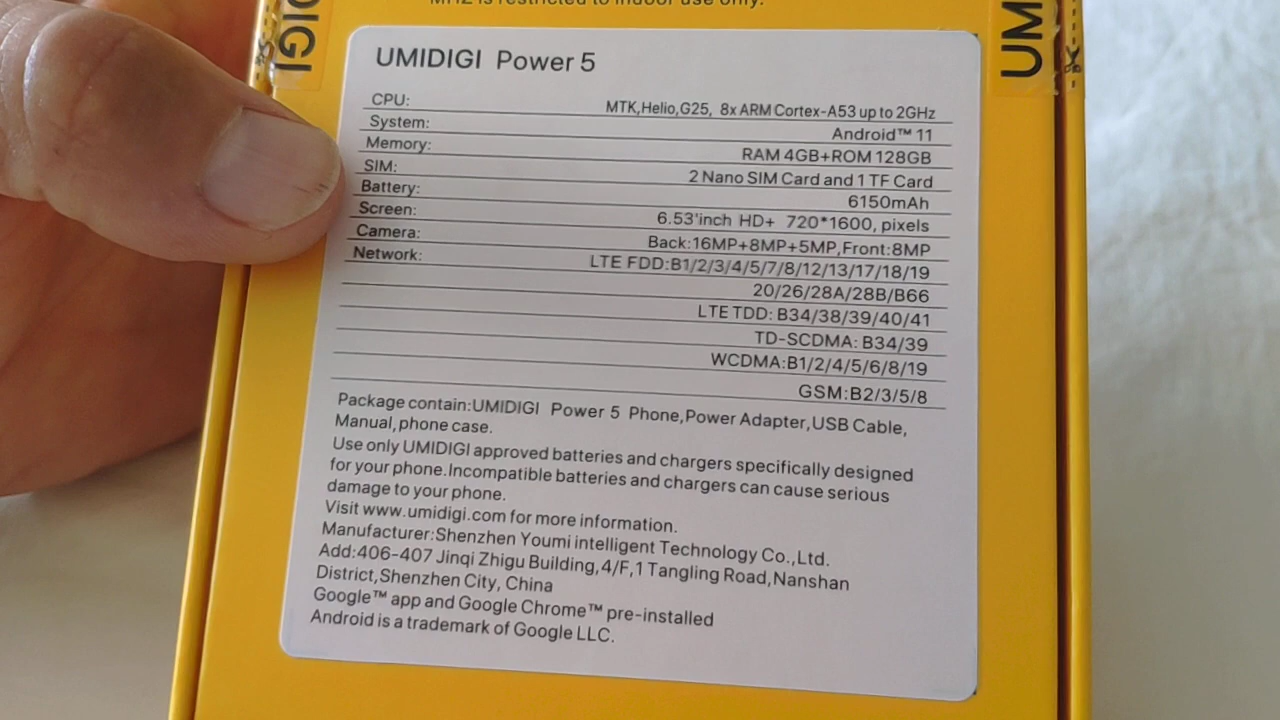 MHz is restricted to indoor use only.
DIGI
UM
UMIDIGI Power 5
CPU: MTK,Helio,G25, 8x ARM Cortex-A53 up to 2GHz
System: Android™ 11
Memory: RAM 4GB+ROM 128GB
SIM: 2 Nano SIM Card and 1 TF Card
Battery: 6150mAh
Screen: 6.53'inch HD+ 720*1600, pixels
Camera: Back:16MP+8MP+5MP,Front:8MP
Network: LTE FDD:B1/2/3/4/5/7/8/12/13/17/18/19
20/26/28A/28B/B66
LTE TDD: B34/38/39/40/41
TD-SCDMA: B34/39
WCDMA:B1/2/4/5/6/8/19
GSM:B2/3/5/8
Package contain:UMIDIGI Power 5 Phone,Power Adapter,USB Cable,
Manual,phone case.
Use only UMIDIGI approved batteries and chargers specifically designed
for your phone.Incompatible batteries and chargers can cause serious
damage to your phone.
Visit www.umidigi.com for more information.
Manufacturer:Shenzhen Youmi intelligent Technology Co.,Ltd.
Add:406-407 Jinqi Zhigu Building,4/F,1 Tangling Road,Nanshan
District,Shenzhen City, China
Google™ app and Google Chrome™ pre-installed
Android is a trademark of Google LLC.